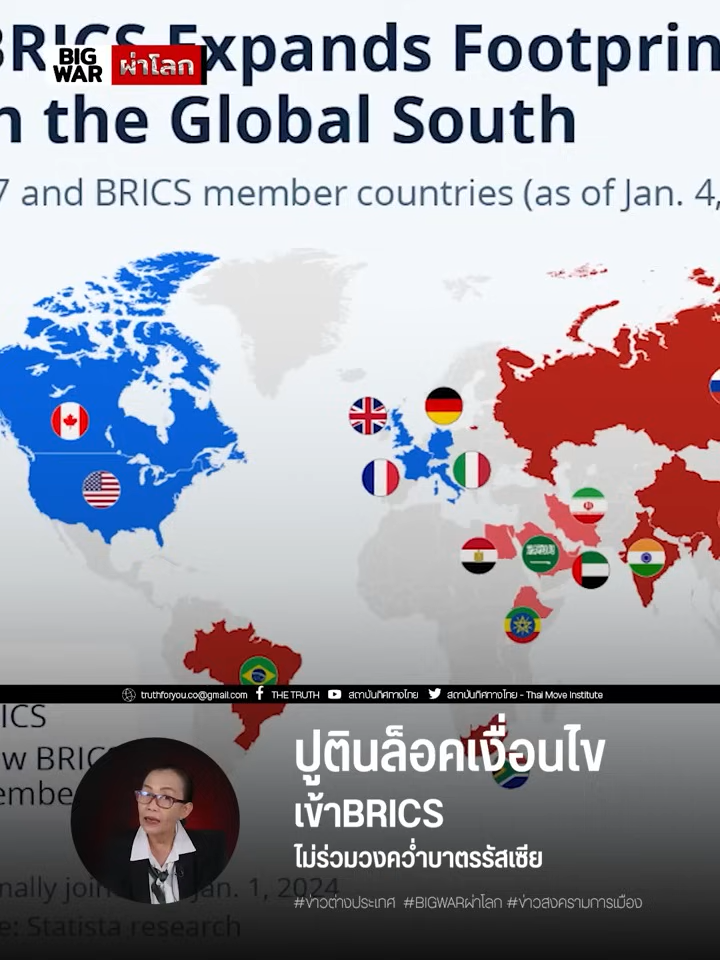 BRICS Expands Footprin
BIG
WAR
ผ่าโลก
n the Global South
7 and BRICS member countries (as of Jan. 4,
truthforyou.co@gmail.com THE TRUTH สถาบันทิศทางไทย สถาบันทิศทางไทย - Thai Move Institute
ICS
w BRIC
embe
ปูตินล็อคเงื่อนไข
เข้าBRICS
ไม่ร่วมวงคว่ำบาตรรัสเซีย
nally join Jan. 1, 2024
#ข่าวต่างประเทศ #BIGWARผ่าโลก #ข่าวสงครามการเมือง
e: Statista research